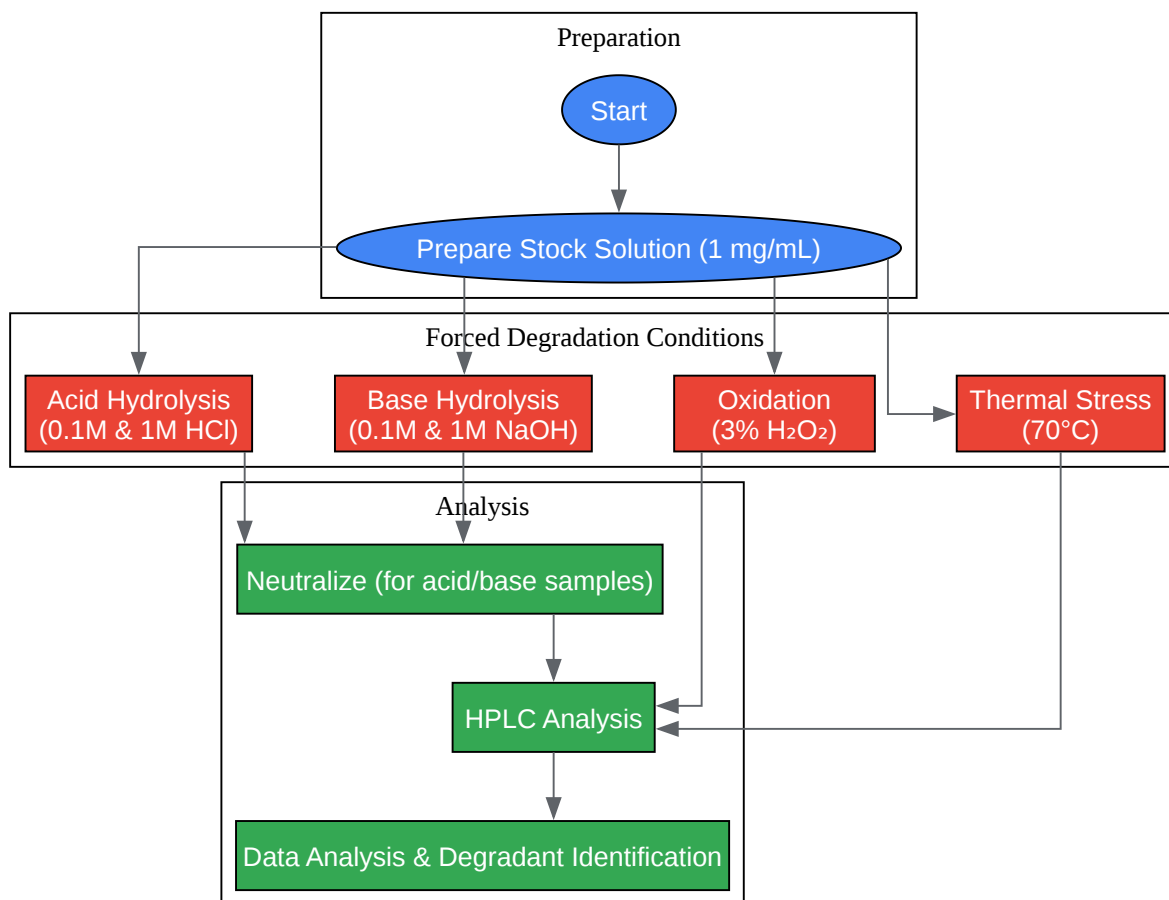 Preparation
Start
Prepare Stock Solution (1 mg/mL)
Forced Degradation Conditions
Acid Hydrolysis
(0.1M & 1M HCl)
Base Hydrolysis
(0.1M & 1M NaOH)
Oxidation
(3% H₂O₂)
Thermal Stress
(70°C)
Analysis
Neutralize (for acid/base samples)
HPLC Analysis
Data Analysis & Degradant Identification